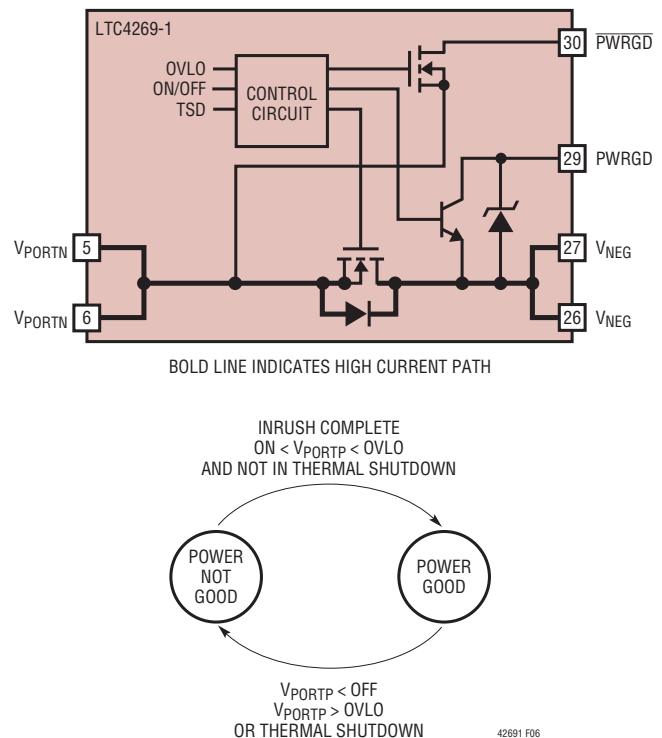 LTC4269-1
OVLO
ON/OFF
TSD
CONTROL
CIRCUIT
30 PWRGD
29 PWRGD
VPORTN 5
27 VNEG
VPORTN 6
26 VNEG
BOLD LINE INDICATES HIGH CURRENT PATH
INRUSH COMPLETE
ON < VPORTP < OVLO
AND NOT IN THERMAL SHUTDOWN
POWER
NOT
GOOD
POWER
GOOD
VPORTP < OFF
VPORTP > OVLO
OR THERMAL SHUTDOWN
42691 F06